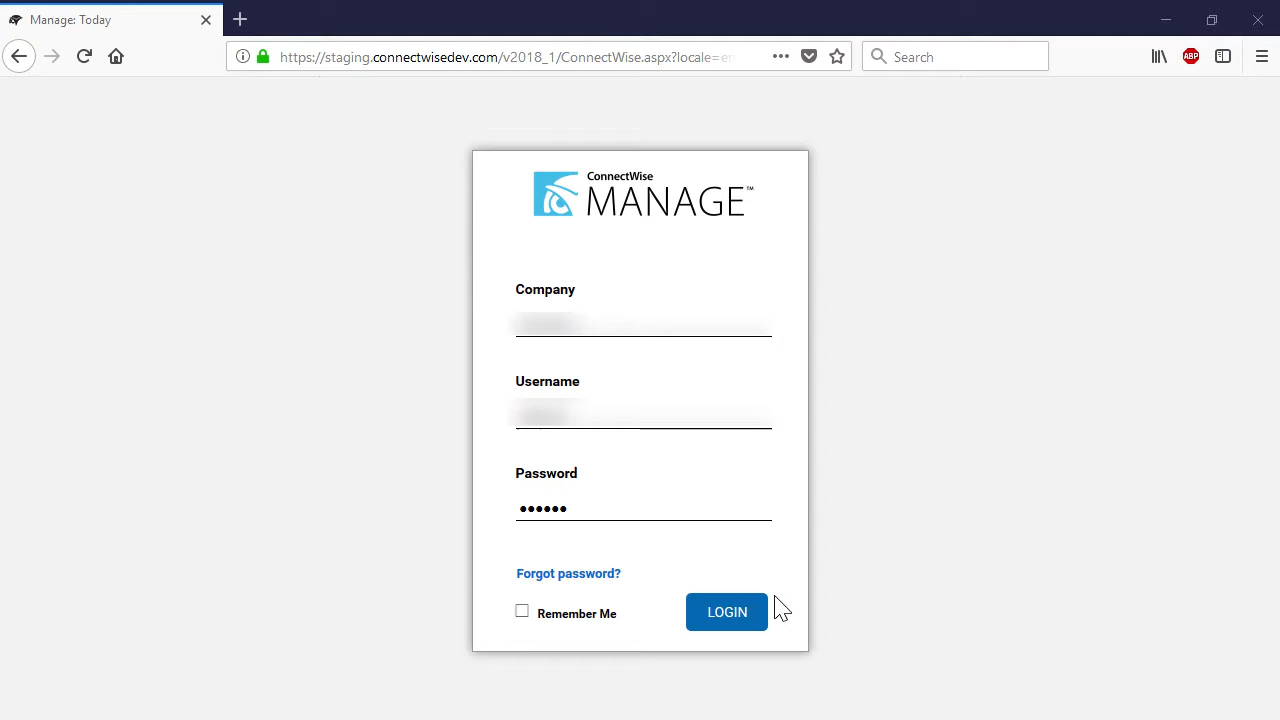 Manage: Today
https://staging.connectwisedev.com/v2018_1/ConnectWise.aspx?locale=en
Search
ABP
ConnectWise
MANAGE™
Company
Username
Password
Forgot password?
Remember Me
LOGIN